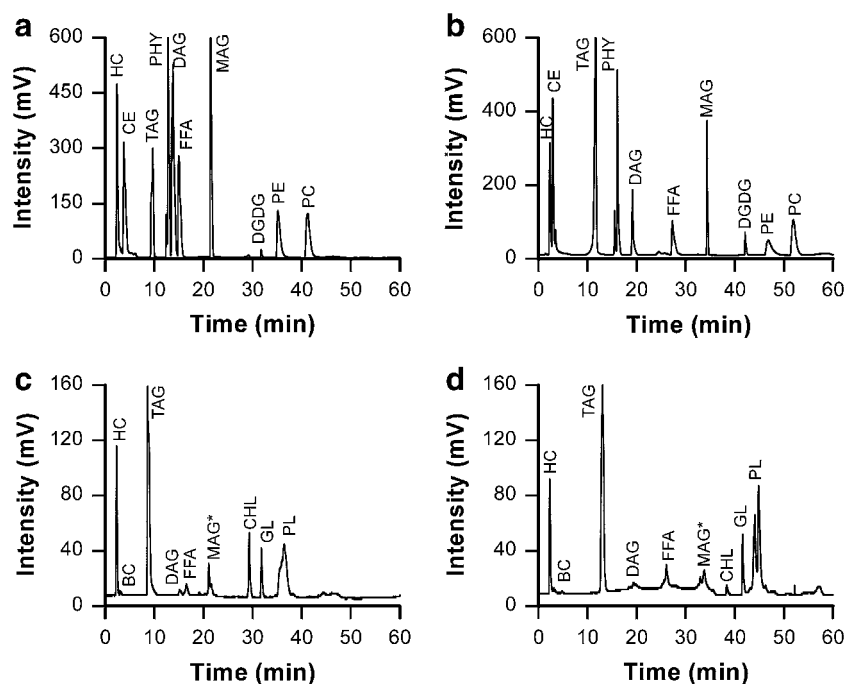 a
600
450
300
150
0
Intensity (mV)
HC
CE
TAG
PHY
DAG
FFA
MAG
DGDG
PE
PC
0 10 20 30 40 50 60
Time (min)
b
600
400
200
0
Intensity (mV)
HC
CE
TAG
PHY
DAG
FFA
MAG
DGDG
PE
PC
0 10 20 30 40 50 60
Time (min)
c
160
120
80
40
0
Intensity (mV)
HC
BC
TAG
DAG
FFA
MAG*
CHL
GL
PL
0 10 20 30 40 50 60
Time (min)
d
160
120
80
40
0
Intensity (mV)
HC
BC
TAG
DAG
FFA
MAG*
CHL
GL
PL
0 10 20 30 40 50 60
Time (min)